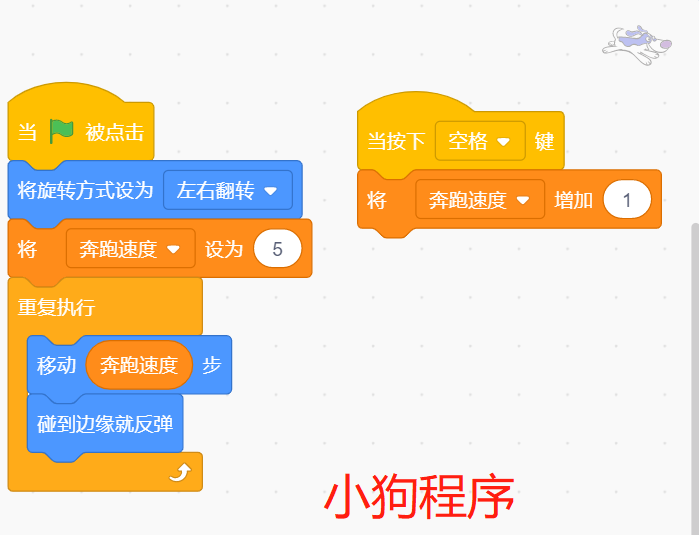 当 被点击
将旋转方式设为 左右翻转
将 奔跑速度 设为 5
重复执行
移动 奔跑速度 步
碰到边缘就反弹
当按下 空格 键
将 奔跑速度 增加 1
小狗程序